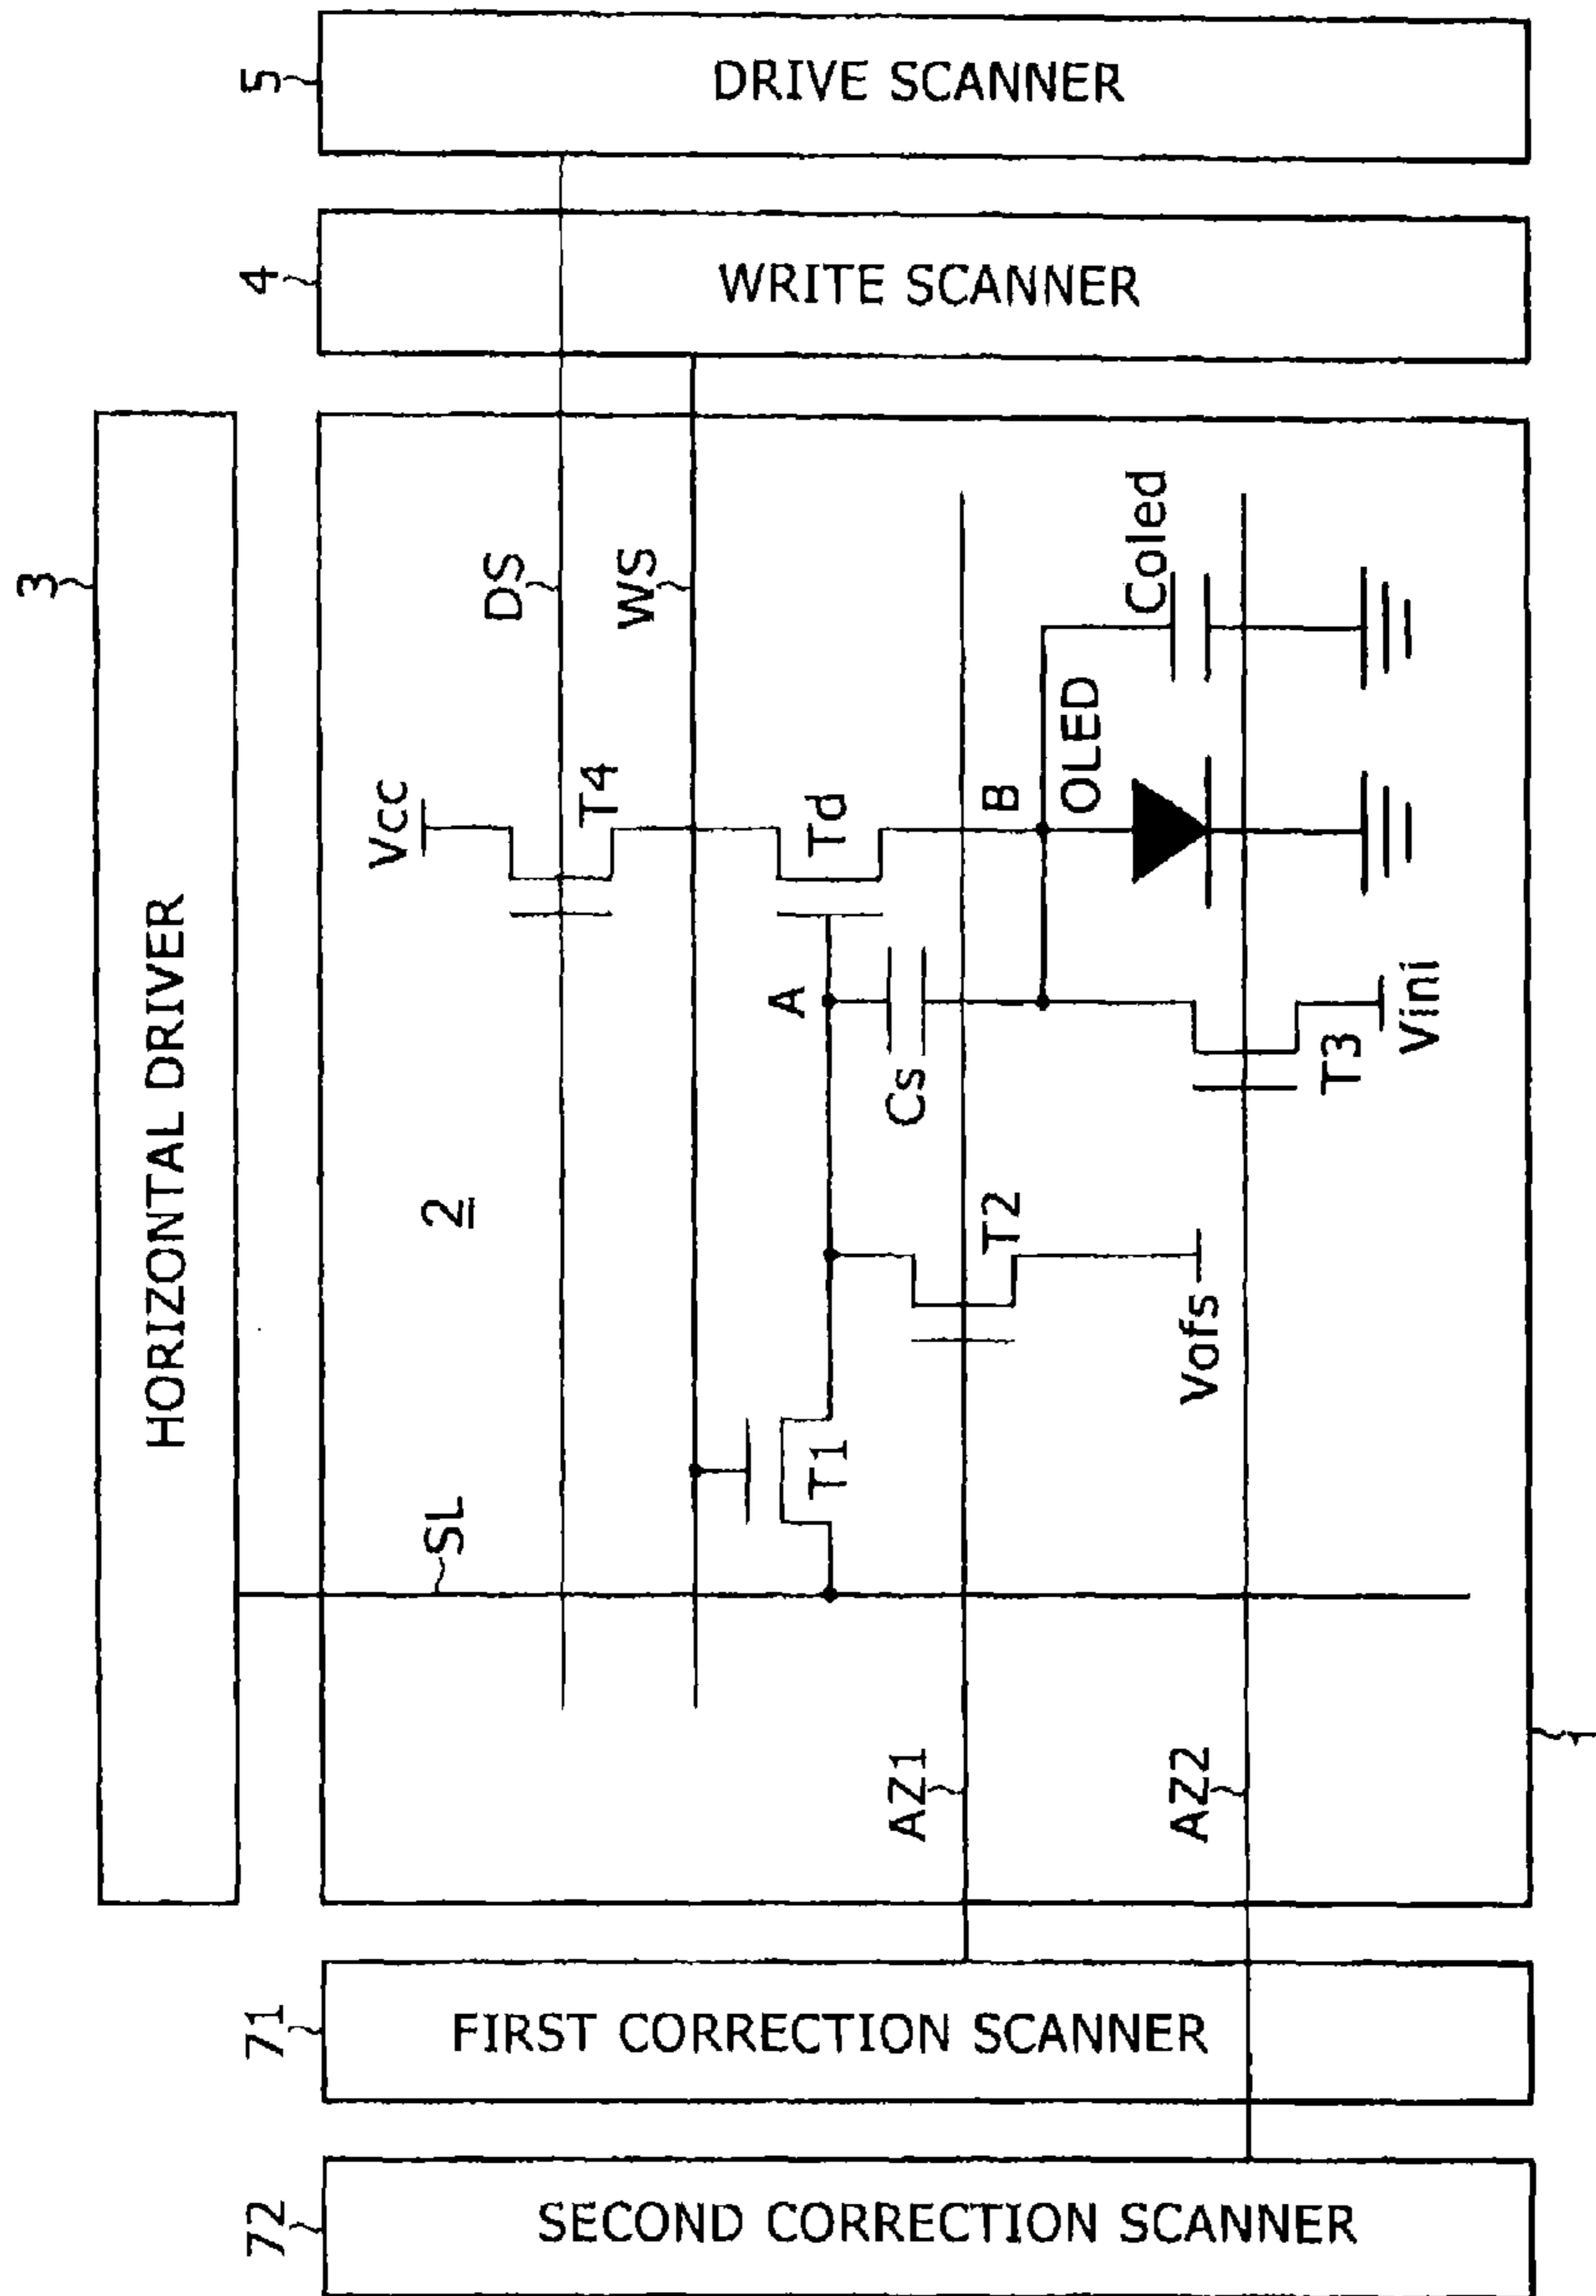 5
DRIVE SCANNER
4
WRITE SCANNER
3
HORIZONTAL DRIVER
DS
WS
Vcc
T4
Td
B
OLED
Coled
A
Cs
T3
Vini
2
T2
Vofs
T1
SL
AZ1
AZ2
1
71
FIRST CORRECTION SCANNER
72
SECOND CORRECTION SCANNER